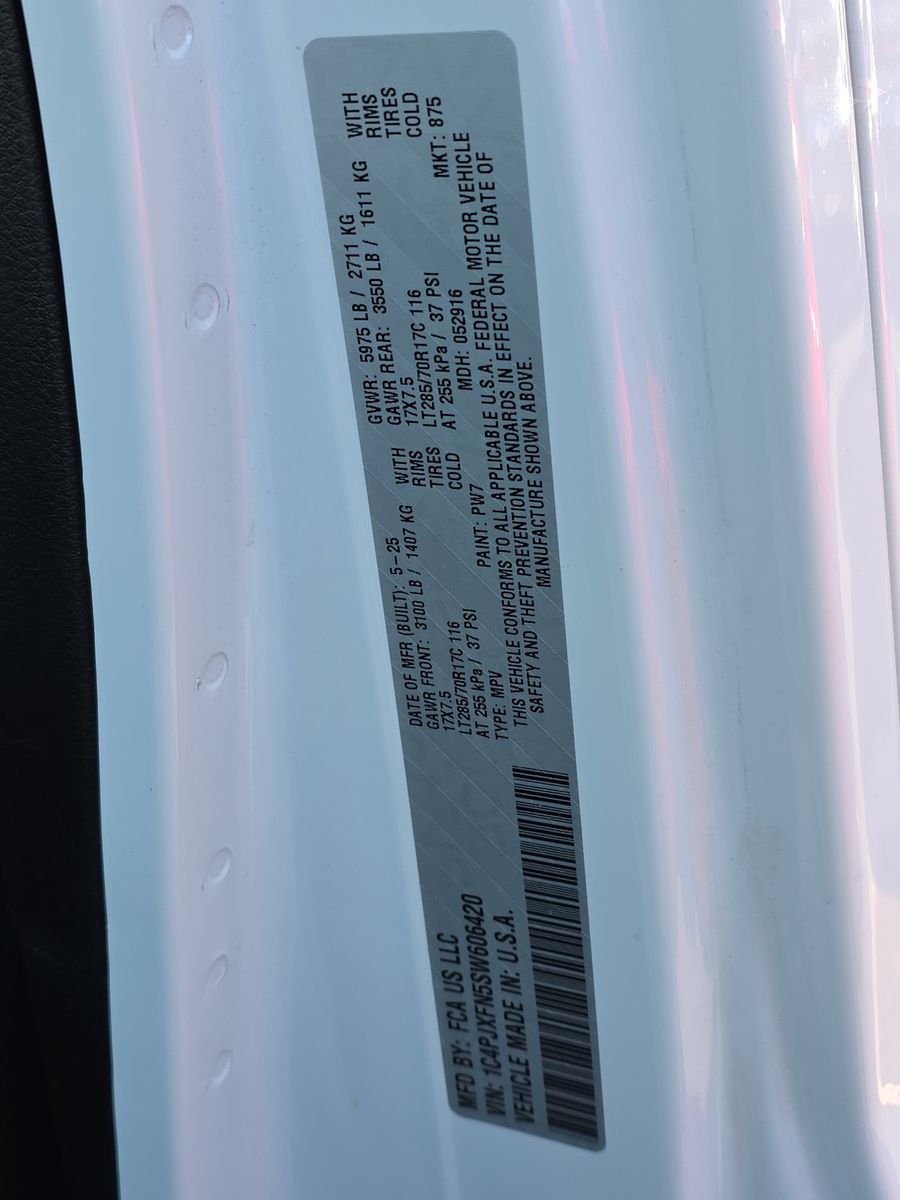 MFD BY: FCA US LLC
VIN: 1C4PJXFN5SW606420
VEHICLE MADE IN: U.S.A.
DATE OF MFR (BUILT): 5-25
GVWR: 5975 LB / 2711 KG
GAWR FRONT: 3100 LB / 1407 KG WITH
GAWR REAR: 3550 LB / 1611 KG WITH
17X7.5 RIMS
17X7.5 RIMS
LT285/70R17C 116 TIRES
LT285/70R17C 116 TIRES
AT 255 kPa / 37 PSI COLD
AT 255 kPa / 37 PSI COLD
TYPE: MPV PAINT: PW7 MDH: 052916 MKT: 875
THIS VEHICLE CONFORMS TO ALL APPLICABLE U.S.A. FEDERAL MOTOR VEHICLE
SAFETY AND THEFT PREVENTION STANDARDS IN EFFECT ON THE DATE OF
MANUFACTURE SHOWN ABOVE.